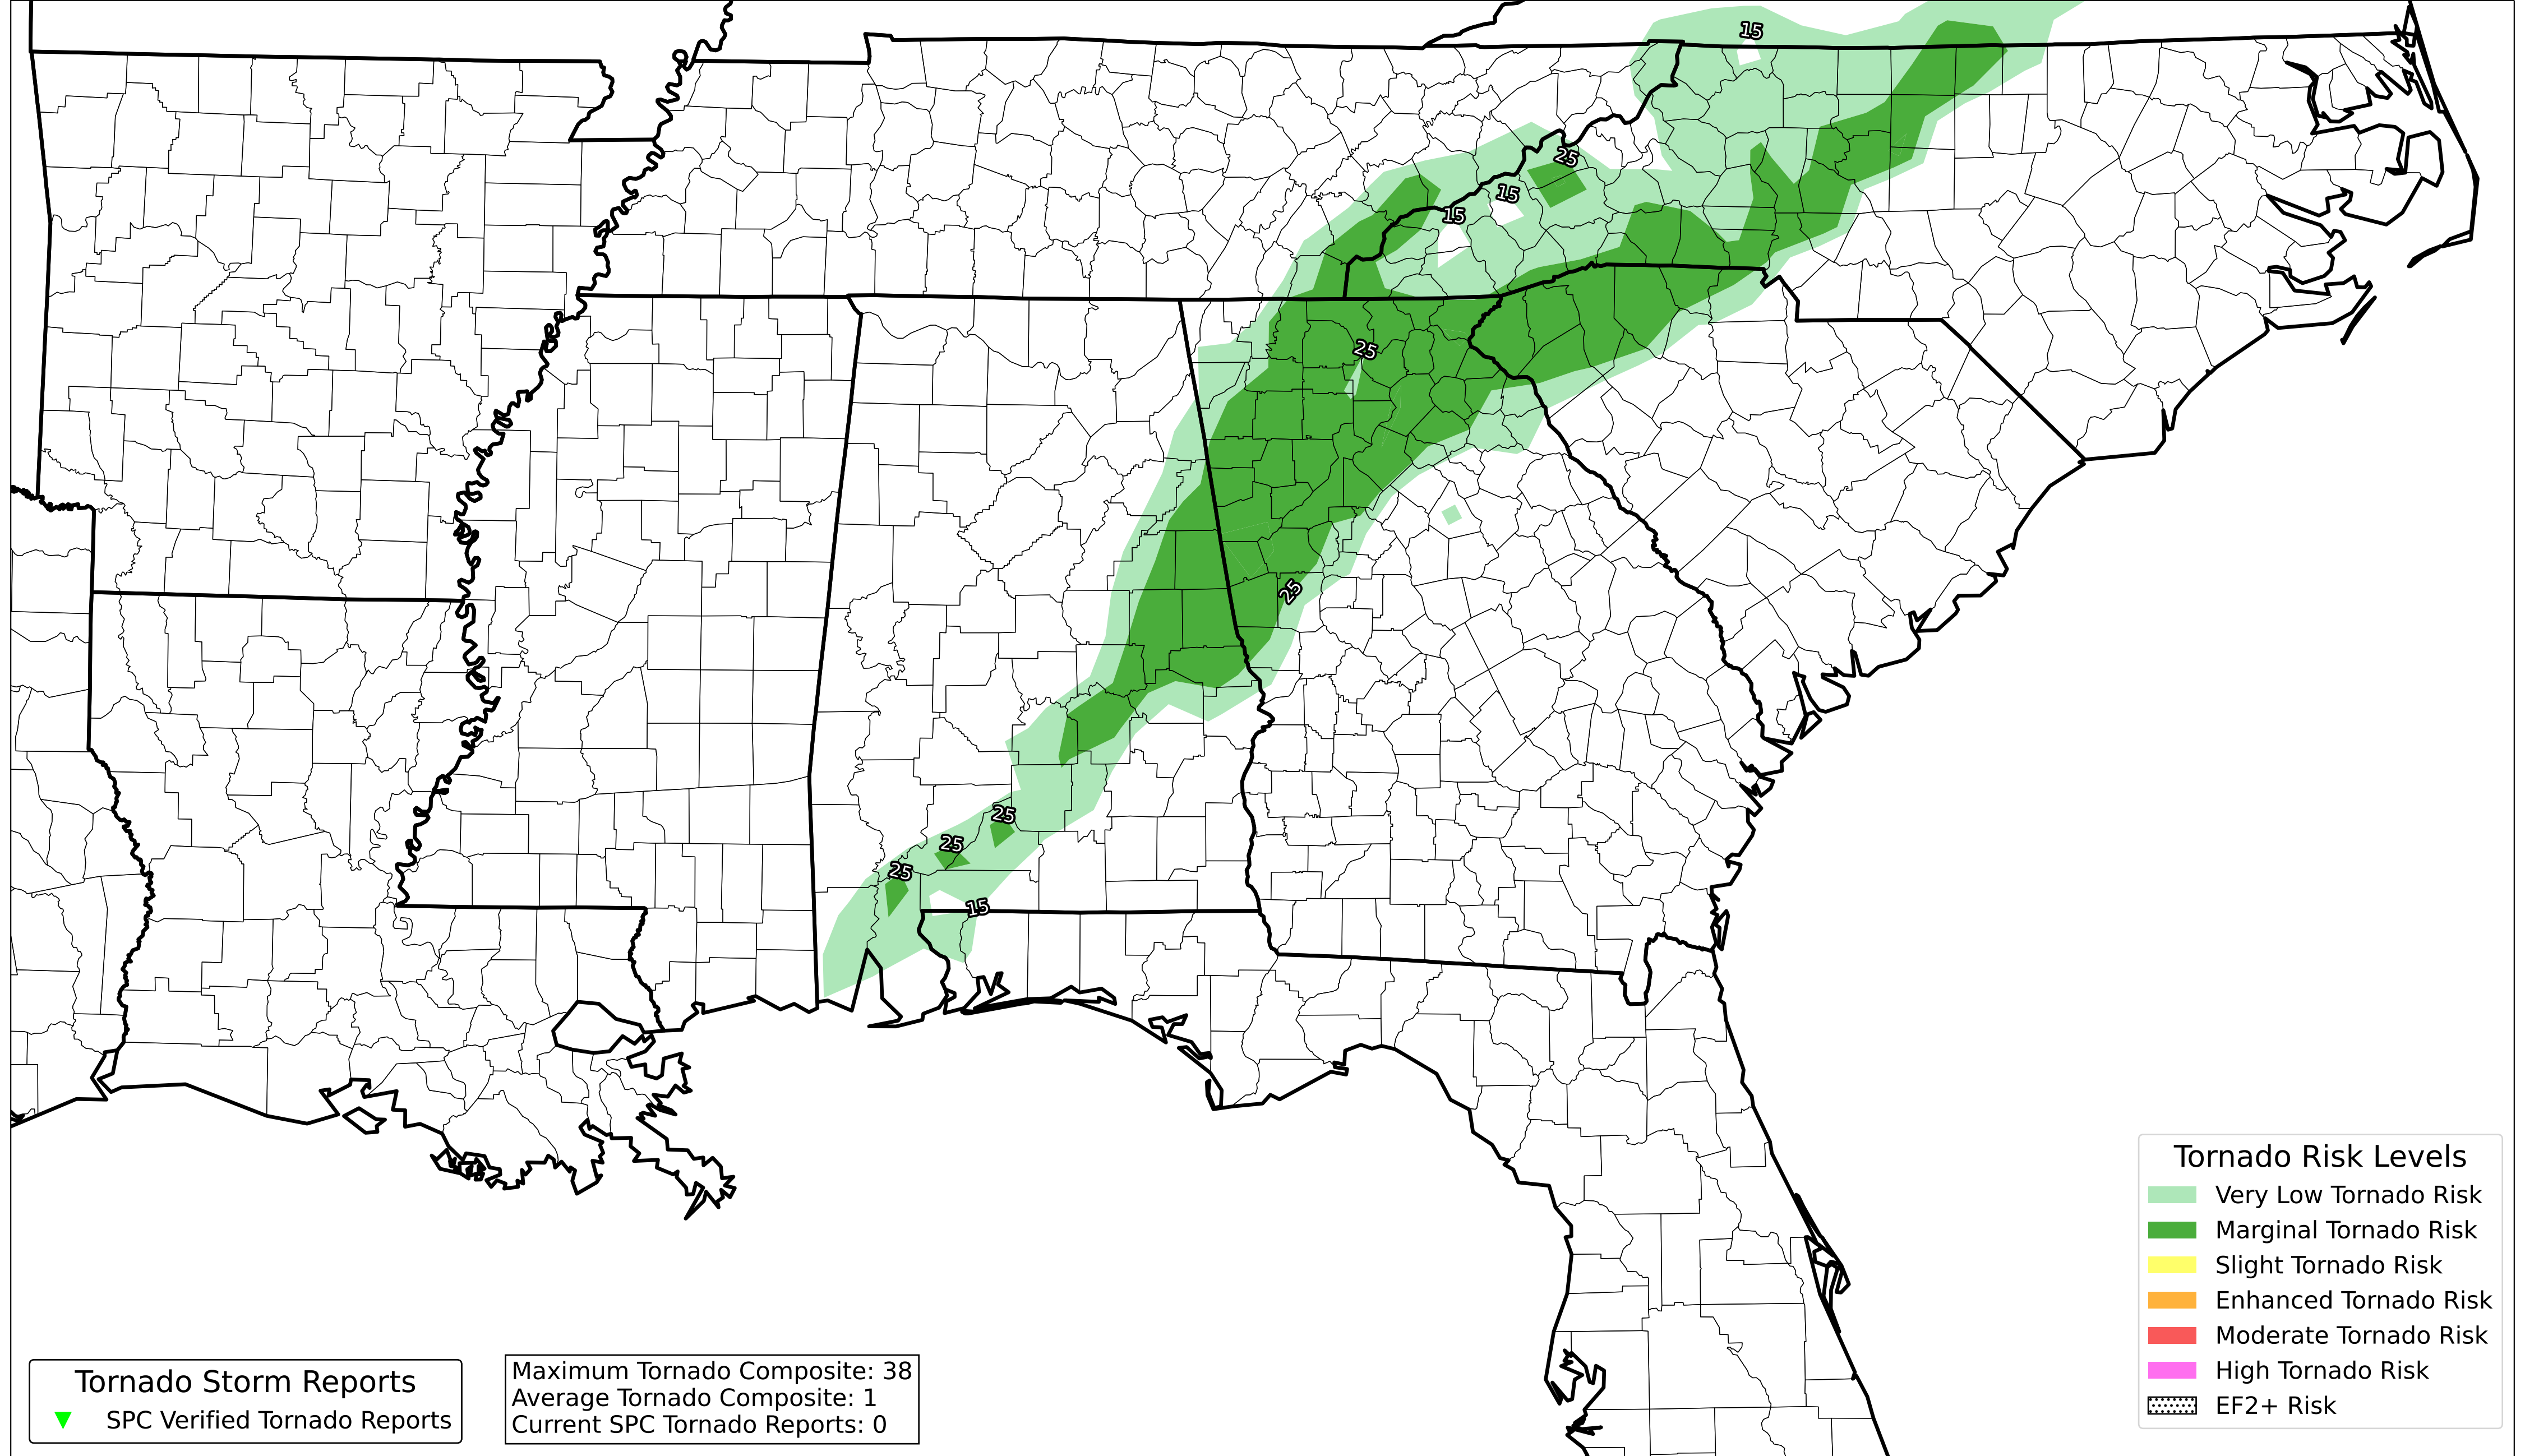 15
25
15
15
25
25
25
25
25
15
Tornado Risk Levels
Very Low Tornado Risk
Marginal Tornado Risk
Slight Tornado Risk
Enhanced Tornado Risk
Moderate Tornado Risk
High Tornado Risk
EF2+ Risk
Tornado Storm Reports
SPC Verified Tornado Reports
Maximum Tornado Composite: 38
Average Tornado Composite: 1
Current SPC Tornado Reports: 0